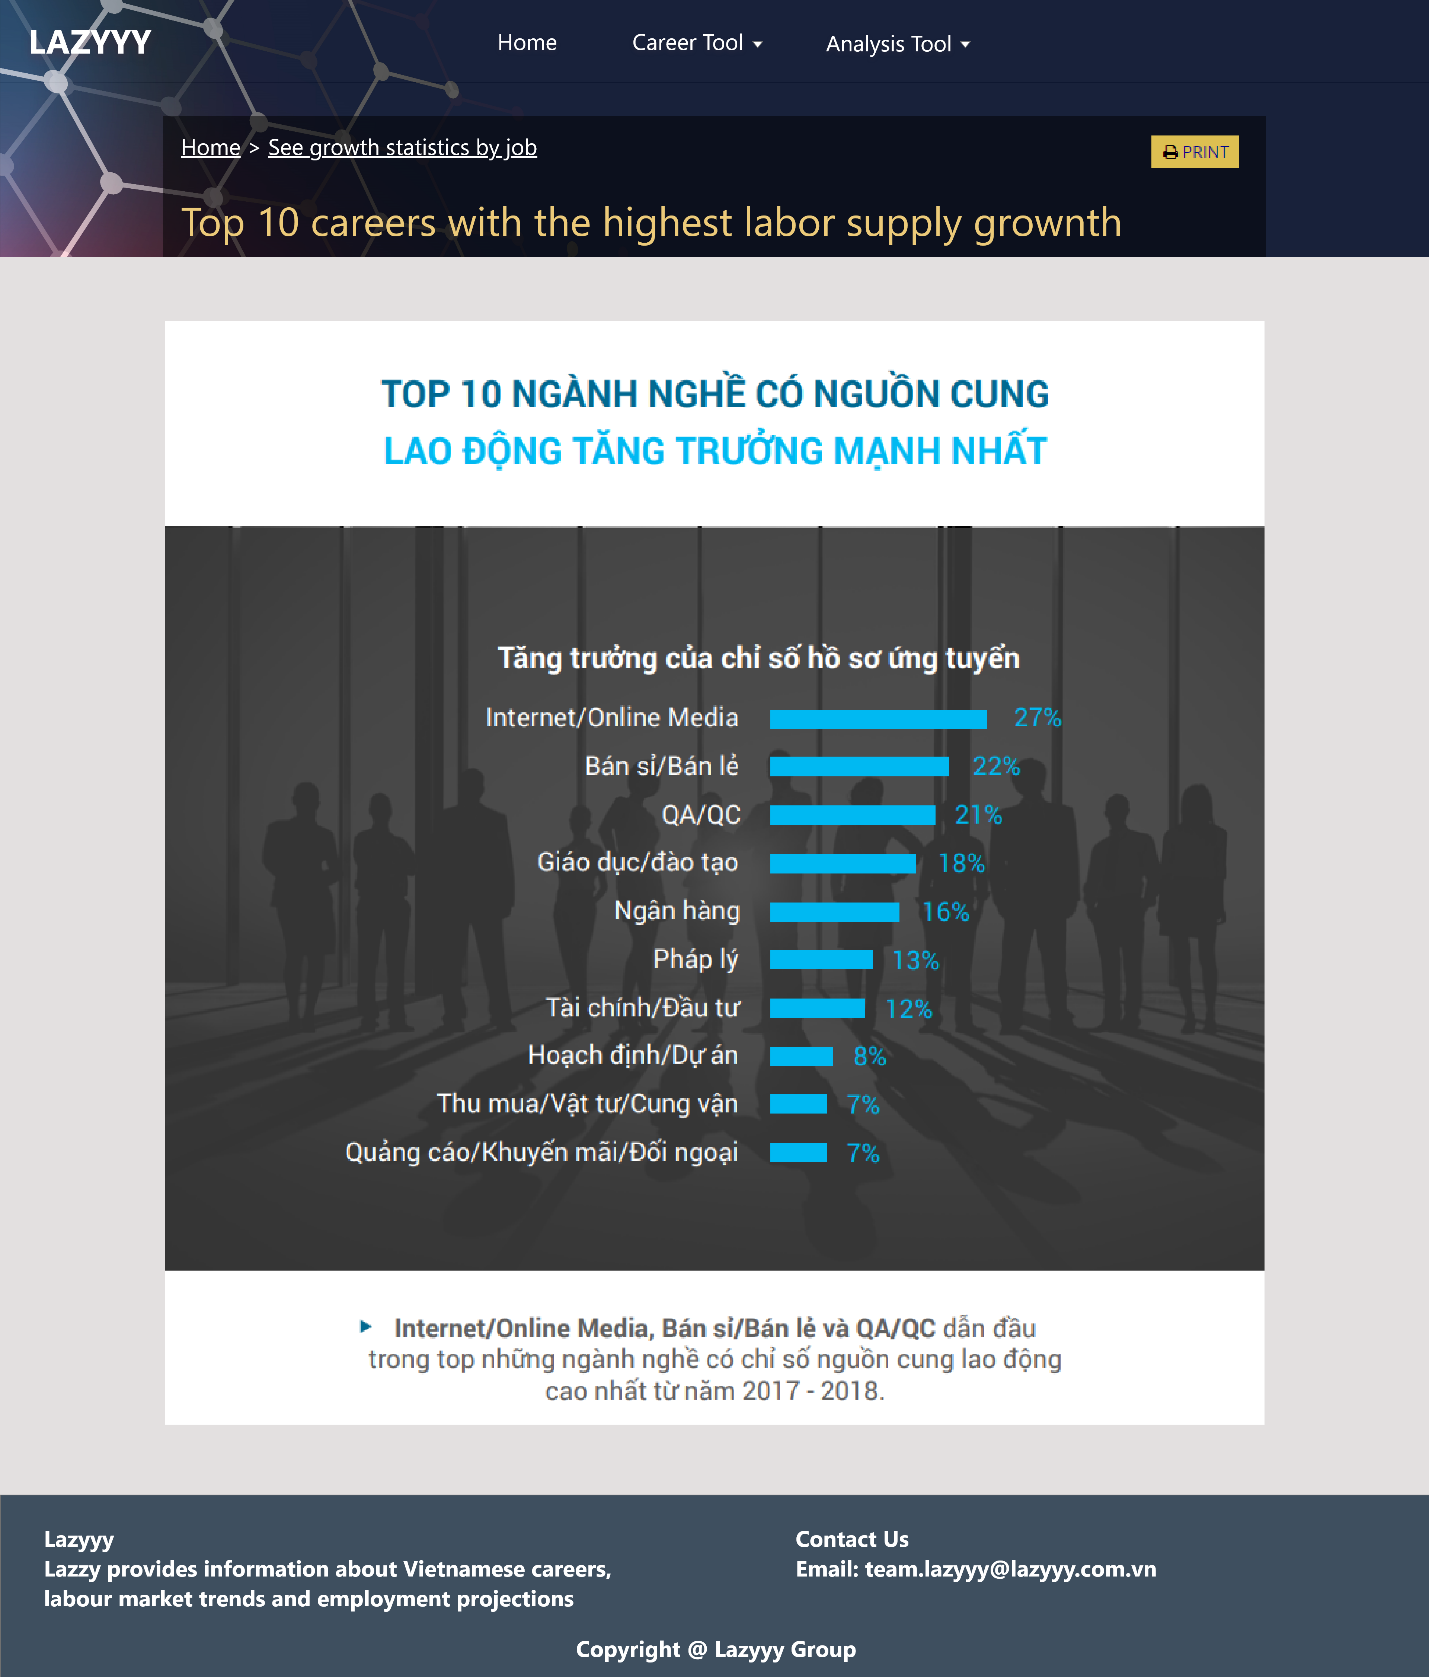 LAZYYY
Home
Career Tool
Analysis Tool
Home > See growth statistics by job
PRINT
Top 10 careers with the highest labor supply grownth
TOP 10 NGÀNH NGHỀ CÓ NGUỒN CUNG
LAO ĐỘNG TĂNG TRƯỞNG MẠNH NHẤT
Tăng trưởng của chỉ số hồ sơ ứng tuyển
Internet/Online Media 27%
Bán sỉ/Bán lẻ 22%
QA/QC 21%
Giáo dục/đào tạo 18%
Ngân hàng 16%
Pháp lý 13%
Tài chính/Đầu tư 12%
Hoạch định/Dự án 8%
Thu mua/Vật tư/Cung vận 7%
Quảng cáo/Khuyến mãi/Đối ngoại 7%
Internet/Online Media, Bán sỉ/Bán lẻ và QA/QC dẫn đầu
trong top những ngành nghề có chỉ số nguồn cung lao động
cao nhất từ năm 2017 - 2018.
Lazyyy
Lazzy provides information about Vietnamese careers,
labour market trends and employment projections
Contact Us
Email: team.lazyyy@lazyyy.com.vn
Copyright @ Lazyyy Group